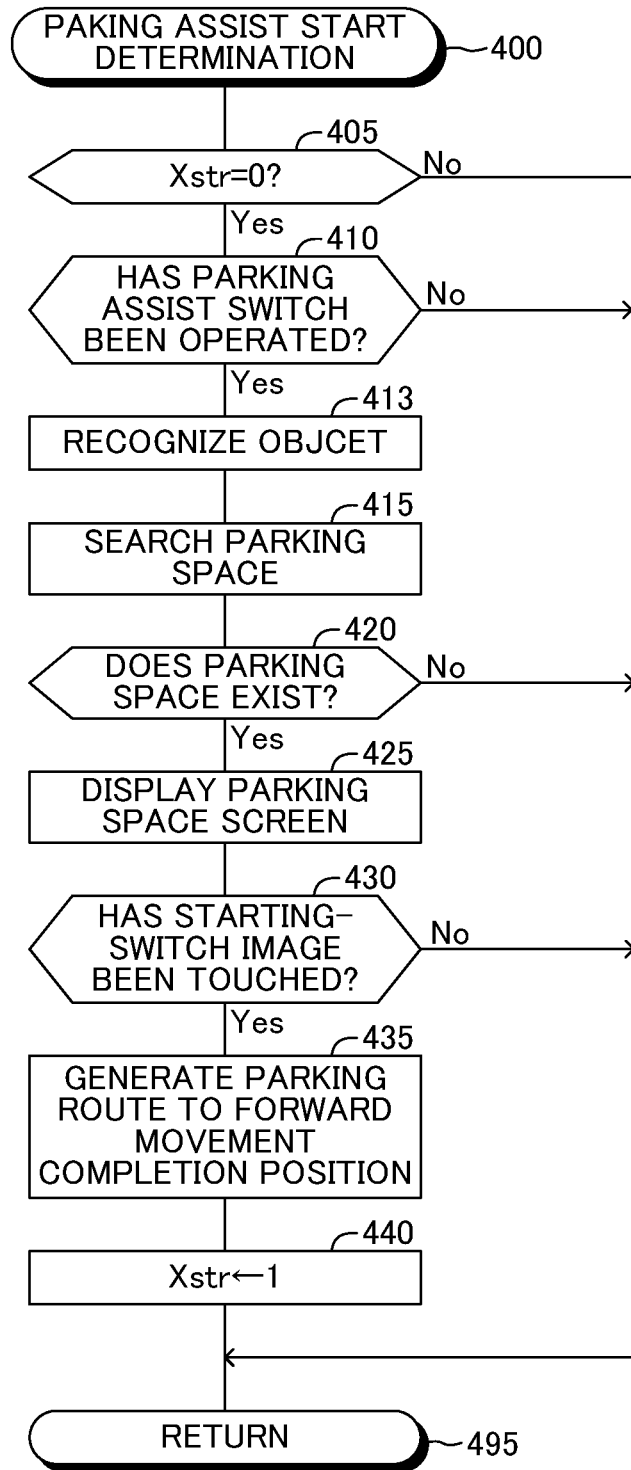 PAKING ASSIST START
DETERMINATION
400
405
Xstr=0?
No
Yes
410
HAS PARKING
ASSIST SWITCH
BEEN OPERATED?
No
Yes
413
RECOGNIZE OBJCET
415
SEARCH PARKING
SPACE
420
DOES PARKING
SPACE EXIST?
No
Yes
425
DISPLAY PARKING
SPACE SCREEN
430
HAS STARTING-
SWITCH IMAGE
BEEN TOUCHED?
No
Yes
435
GENERATE PARKING
ROUTE TO FORWARD
MOVEMENT
COMPLETION POSITION
440
Xstr←1
RETURN
495